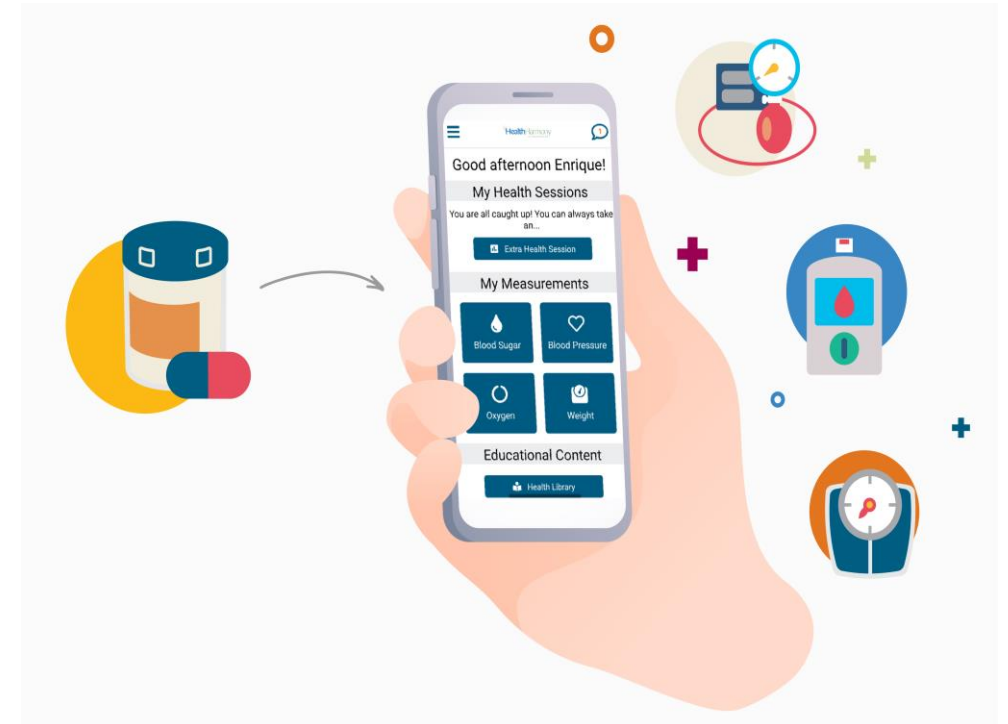 HealthHarmony
Good afternoon Enrique!
My Health Sessions
You are all caught up! You can always take
an...
Extra Health Session
My Measurements
Blood Sugar
Blood Pressure
Oxygen
Weight
Educational Content
Health Library